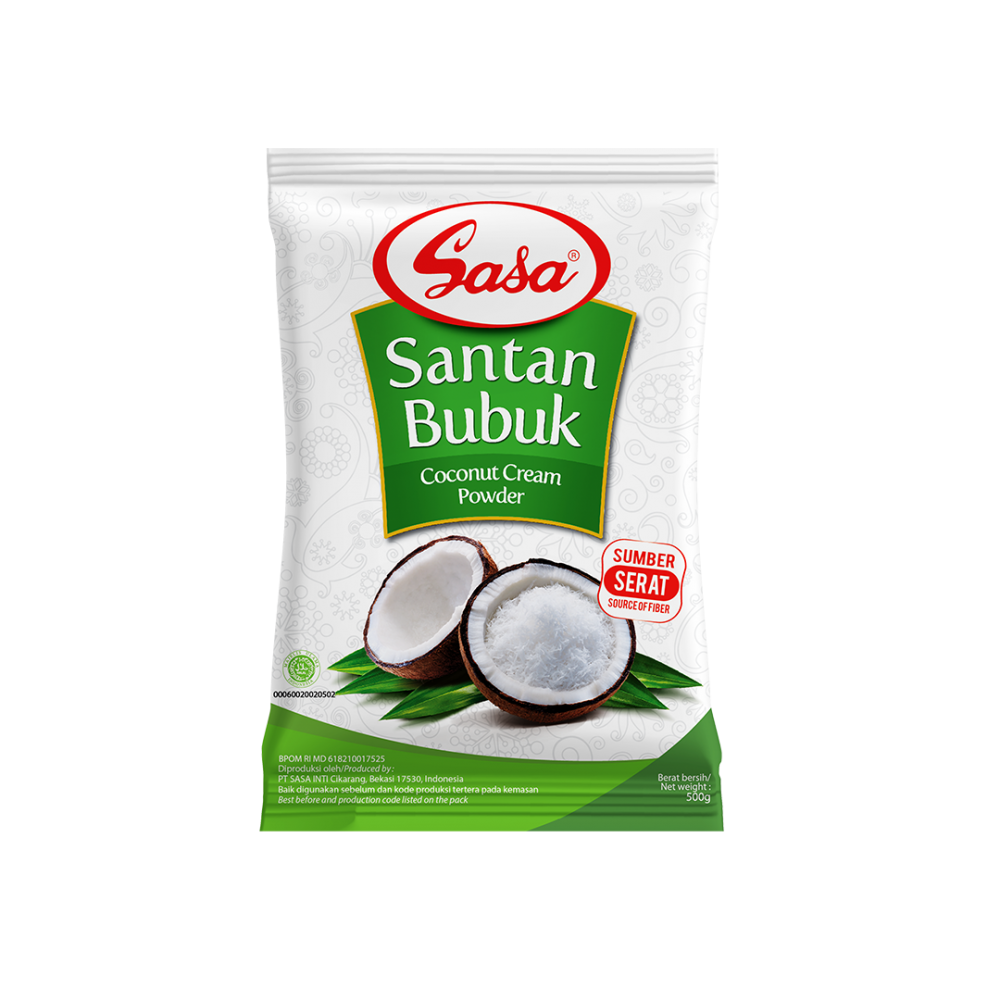 Sasa®
Santan
Bubuk
Coconut Cream
Powder
SUMBER
SERAT
SOURCE OF FIBER
00060020020502
BPOM RI MD 618210017525
Diproduksi oleh/Produced by:
PT SASA INTI Cikarang, Bekasi 17530, Indonesia
Baik digunakan sebelum dan kode produksi tertera pada kemasan
Best before and production code listed on the pack
Berat bersih/
Net weight :
500g